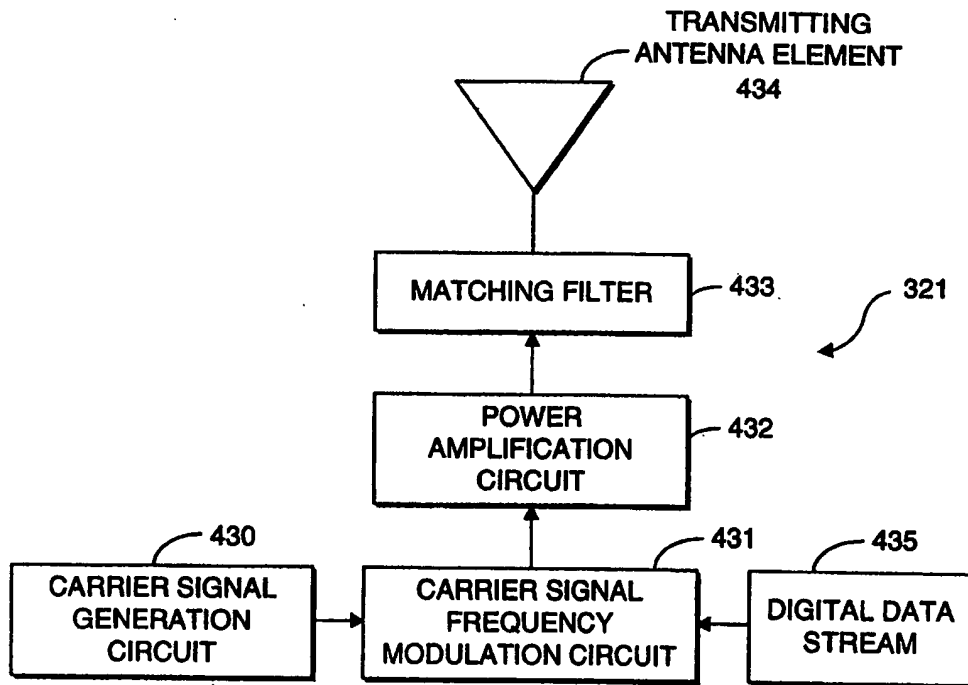 TRANSMITTING
ANTENNA ELEMENT
434
MATCHING FILTER
433
321
POWER
AMPLIFICATION
CIRCUIT
432
430
CARRIER SIGNAL
GENERATION
CIRCUIT
431
CARRIER SIGNAL
FREQUENCY
MODULATION CIRCUIT
435
DIGITAL DATA
STREAM